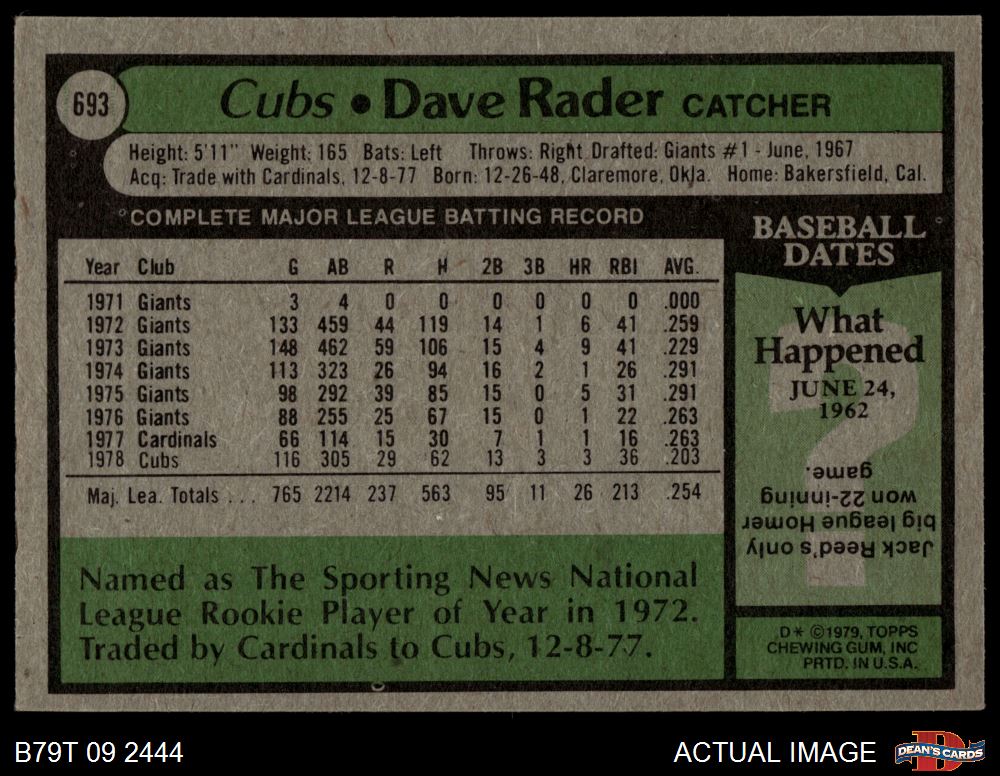 693
Cubs • Dave Rader CATCHER
Height: 5'11" Weight: 165 Bats: Left Throws: Right Drafted: Giants #1 - June, 1967
Acq: Trade with Cardinals, 12-8-77 Born: 12-26-48, Claremore, Okla. Home: Bakersfield, Cal.
COMPLETE MAJOR LEAGUE BATTING RECORD
Year Club G AB R H 2B 3B HR RBI AVG.
1971 Giants 3 4 0 0 0 0 0 0 .000
1972 Giants 133 459 44 119 14 1 6 41 .259
1973 Giants 148 462 59 106 15 4 9 41 .229
1974 Giants 113 323 26 94 16 2 1 26 .291
1975 Giants 98 292 39 85 15 0 5 31 .291
1976 Giants 88 255 25 67 15 0 1 22 .263
1977 Cardinals 66 114 15 30 7 1 1 16 .263
1978 Cubs 116 305 29 62 13 3 3 36 .203
Maj. Lea. Totals ... 765 2214 237 563 95 11 26 213 .254
Named as The Sporting News National
League Rookie Player of Year in 1972.
Traded by Cardinals to Cubs, 12-8-77.
BASEBALL
DATES
What
Happened
JUNE 24,
1962
?
Jack Reed's only
big league Homer
won 22-inning
game.
D* ©1979, TOPPS
CHEWING GUM, INC
PRTD. IN U.S.A.
B79T 09 2444
ACTUAL IMAGE
DEAN'S CARDS